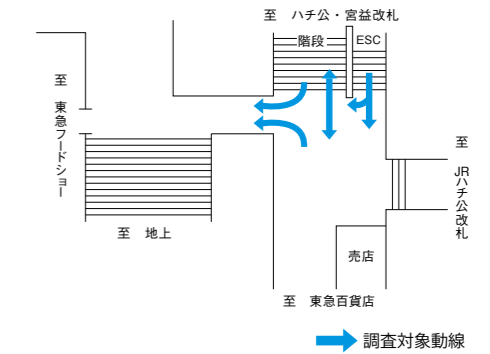 至　ハチ公・宮益改札
階段
ESC
至　東急フードショー
至　JRハチ公改札
至　地上
売店
至　東急百貨店
調査対象動線